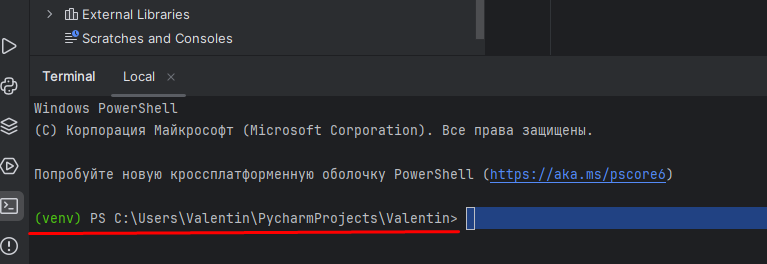 External Libraries
Scratches and Consoles
Terminal Local ×
Windows PowerShell
(C) Корпорация Майкрософт (Microsoft Corporation). Все права защищены.
Попробуйте новую кроссплатформенную оболочку PowerShell (https://aka.ms/pscore6)
(venv) PS C:\Users\Valentin\PycharmProjects\Valentin>